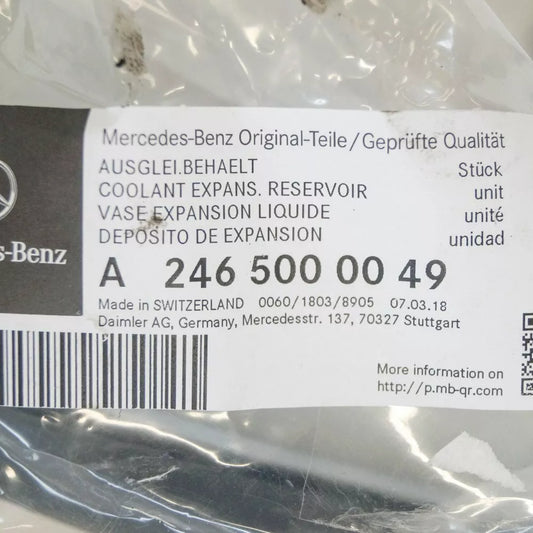 Mercedes-Benz Original-Teile/Geprüfte Qualität
AUSGLEI.BEHAELT Stück
COOLANT EXPANS. RESERVOIR unit
VASE EXPANSION LIQUIDE unité
DEPOSITO DE EXPANSION unidad
s-Benz
A 246 500 00 49
Made in SWITZERLAND 0060/1803/8905 07.03.18
Daimler AG, Germany, Mercedesstr. 137, 70327 Stuttgart
More information on
http://p.mb-qr.com/